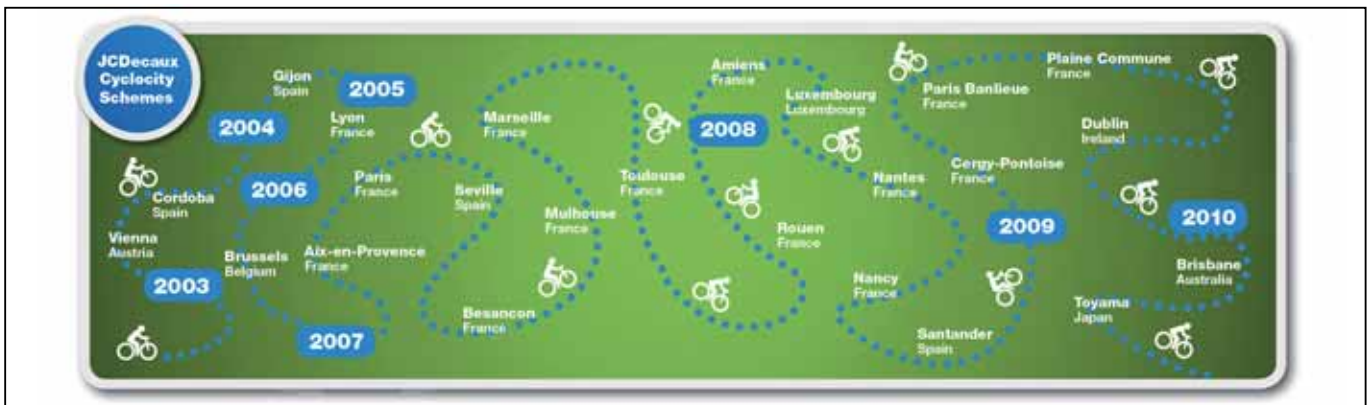 JCDecaux
Cyclocity
Schemes
2003
Vienna
Austria
Cordoba
Spain
2004
Gijon
Spain
2005
Lyon
France
2006
Brussels
Belgium
2007
Aix-en-Provence
France
Paris
France
Seville
Spain
Besancon
France
Mulhouse
France
Marseille
France
Toulouse
France
Rouen
France
2008
Amiens
France
Luxembourg
Luxembourg
Nantes
France
Nancy
France
Santander
Spain
2009
Cergy-Pontoise
France
Paris Banlieue
France
Plaine Commune
France
Dublin
Ireland
2010
Brisbane
Australia
Toyama
Japan